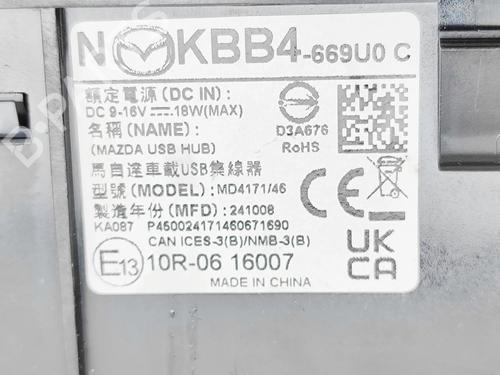 N KBB4-669U0 C
額定電源 (DC IN):
DC 9-16V⎓18W(MAX)
名稱 (NAME):
(MAZDA USB HUB)
D3A676
RoHS
馬自達車載USB集線器
型號 (MODEL): MD4171/46
製造年份 (MFD): 241008
KA087 P4500241714606​71690
CAN ICES-3(B)/NMB-3(B)
E13 10R-06 16007
CE
UK
CA
MADE IN CHINA
B-PARTS